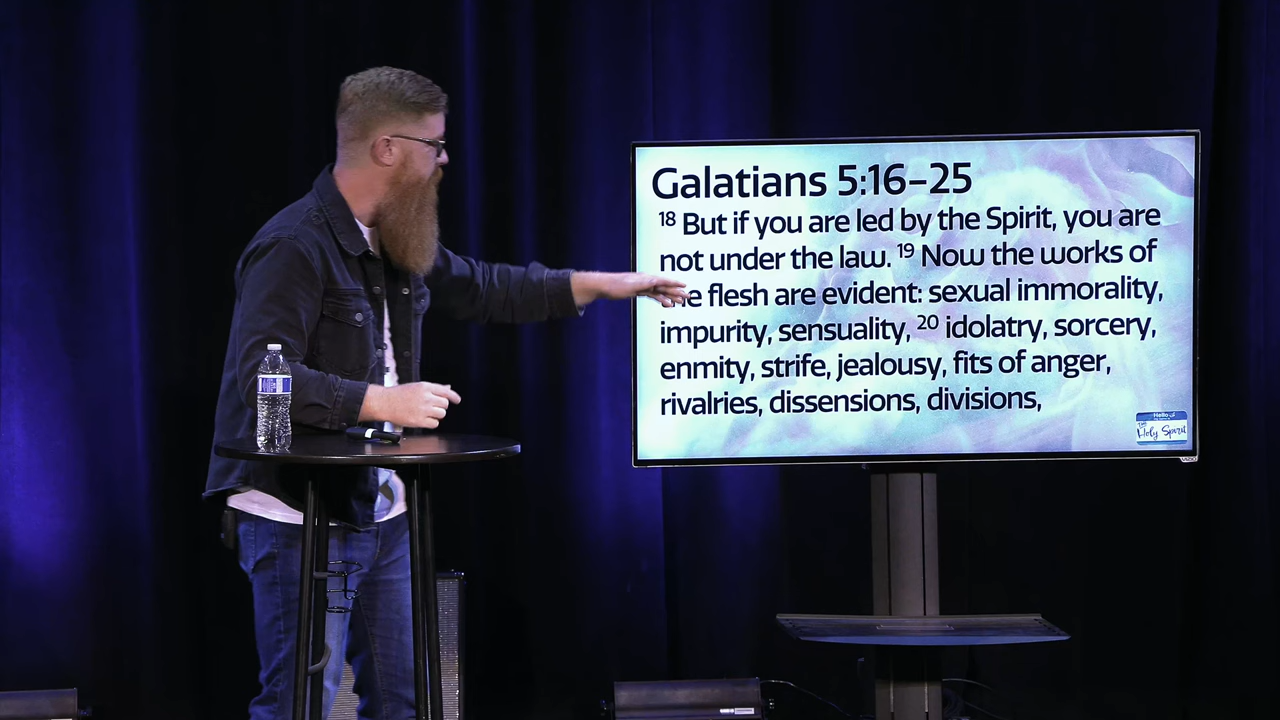 Galatians 5:16-25
18 But if you are led by the Spirit, you are
not under the law. 19 Now the works of
the flesh are evident: sexual immorality,
impurity, sensuality, 20 idolatry, sorcery,
enmity, strife, jealousy, fits of anger,
rivalries, dissensions, divisions,
Hello
Holy Spirit
VIZIO